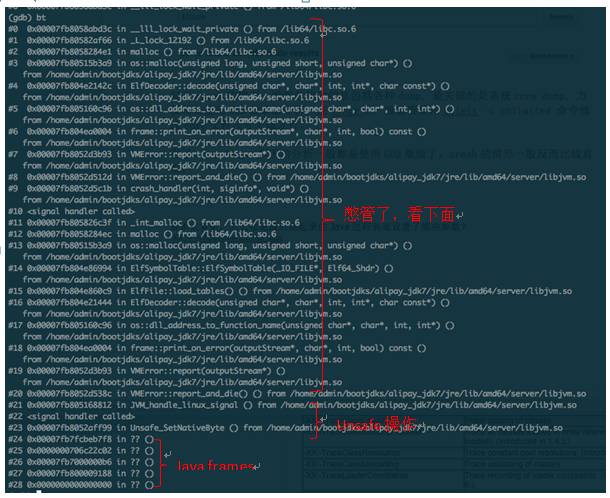 (gdb) bt
#0 0x00007fb8058abd3c in __lll_lock_wait_private () from /lib64/libc.so.6
#1 0x00007fb80582af66 in _L_lock_12192 () from /lib64/libc.so.6
#2 0x00007fb8058284e1 in malloc () from /lib64/libc.so.6
#3 0x00007fb80515b3a9 in os::malloc(unsigned long, unsigned short, unsigned char*) ()
from /home/admin/bootjdks/alipay_jdk7/jre/lib/amd64/server/libjvm.so
#4 0x00007fb804e2142c in ElfDecoder::decode(unsigned char*, char*, int, int*, char const*) ()
from /home/admin/bootjdks/alipay_jdk7/jre/lib/amd64/server/libjvm.so
#5 0x00007fb805160c96 in os::dll_address_to_function_name(unsigned char*, char*, int, int*) ()
from /home/admin/bootjdks/alipay_jdk7/jre/lib/amd64/server/libjvm.so
#6 0x00007fb804ea0004 in frame::print_on_error(outputStream*, char*, int, bool) const ()
from /home/admin/bootjdks/alipay_jdk7/jre/lib/amd64/server/libjvm.so
#7 0x00007fb8052d3b93 in VMError::report(outputStream*) ()
from /home/admin/bootjdks/alipay_jdk7/jre/lib/amd64/server/libjvm.so
#8 0x00007fb8052d512d in VMError::report_and_die() () from /home/admin/bootjdks/alipay_jdk7/jre/lib/amd64/server/libjvm.so
#9 0x00007fb8052d5c1b in crash_handler(int, siginfo*, void*) ()
from /home/admin/bootjdks/alipay_jdk7/jre/lib/amd64/server/libjvm.so
#10 <signal handler called>
#11 0x00007fb805826c3f in _int_malloc () from /lib64/libc.so.6
#12 0x00007fb8058284ec in malloc () from /lib64/libc.so.6
憋管了，看下面
#13 0x00007fb80515b3a9 in os::malloc(unsigned long, unsigned short, unsigned char*) ()
from /home/admin/bootjdks/alipay_jdk7/jre/lib/amd64/server/libjvm.so
#14 0x00007fb804e86994 in ElfSymbolTable::ElfSymbolTable(_IO_FILE*, Elf64_Shdr) ()
from /home/admin/bootjdks/alipay_jdk7/jre/lib/amd64/server/libjvm.so
#15 0x00007fb804e860c9 in ElfFile::load_tables() () from /home/admin/bootjdks/alipay_jdk7/jre/lib/amd64/server/libjvm.so
#16 0x00007fb804e21444 in ElfDecoder::decode(unsigned char*, char*, int, int*, char const*) ()
from /home/admin/bootjdks/alipay_jdk7/jre/lib/amd64/server/libjvm.so
#17 0x00007fb805160c96 in os::dll_address_to_function_name(unsigned char*, char*, int, int*) ()
from /home/admin/bootjdks/alipay_jdk7/jre/lib/amd64/server/libjvm.so
#18 0x00007fb804ea0004 in frame::print_on_error(outputStream*, char*, int, bool) const ()
from /home/admin/bootjdks/alipay_jdk7/jre/lib/amd64/server/libjvm.so
#19 0x00007fb8052d3b93 in VMError::report(outputStream*) ()
from /home/admin/bootjdks/alipay_jdk7/jre/lib/amd64/server/libjvm.so
#20 0x00007fb8052d538c in VMError::report_and_die() () from /home/admin/bootjdks/alipay_jdk7/jre/lib/amd64/server/libjvm.so
#21 0x00007fb805168812 in JVM_handle_linux_signal () from /home/admin/bootjdks/alipay_jdk7/jre/lib/amd64/server/libjvm.so
#22 <signal handler called>
#23 0x00007fb8052aff99 in Unsafe_SetNativeByte () from /home/admin/bootjdks/alipay_jdk7/jre/lib/amd64/server/libjvm.so
Unsafe 操作
#24 0x00007fb7fcbeb7f8 in ?? ()
#25 0x0000000706c22c02 in ?? ()
#26 0x00007fb7000000b6 in ?? ()
#27 0x00007fb800009188 in ?? ()
#28 0x0000000000000000 in ?? ()
Java frames